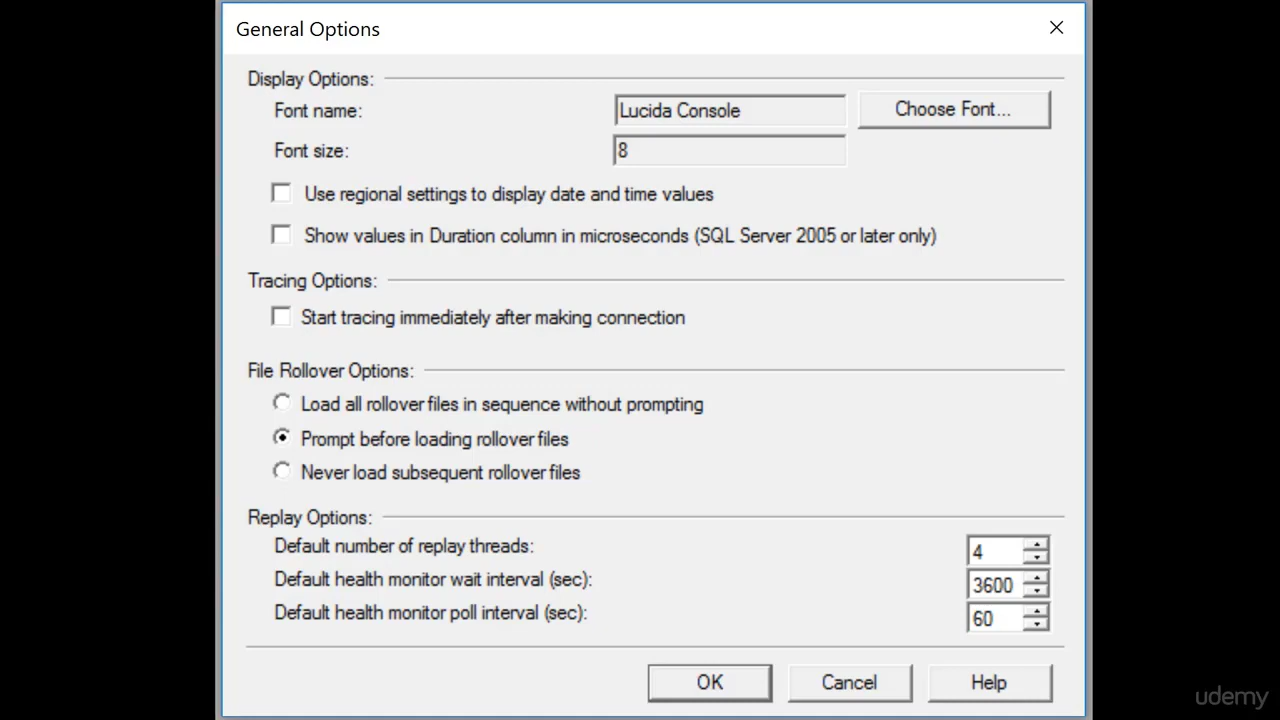 General Options
Display Options:
Font name: Lucida Console Choose Font...
Font size: 8
Use regional settings to display date and time values
Show values in Duration column in microseconds (SQL Server 2005 or later only)
Tracing Options:
Start tracing immediately after making connection
File Rollover Options:
Load all rollover files in sequence without prompting
Prompt before loading rollover files
Never load subsequent rollover files
Replay Options:
Default number of replay threads: 4
Default health monitor wait interval (sec): 3600
Default health monitor poll interval (sec): 60
OK Cancel Help
udemy